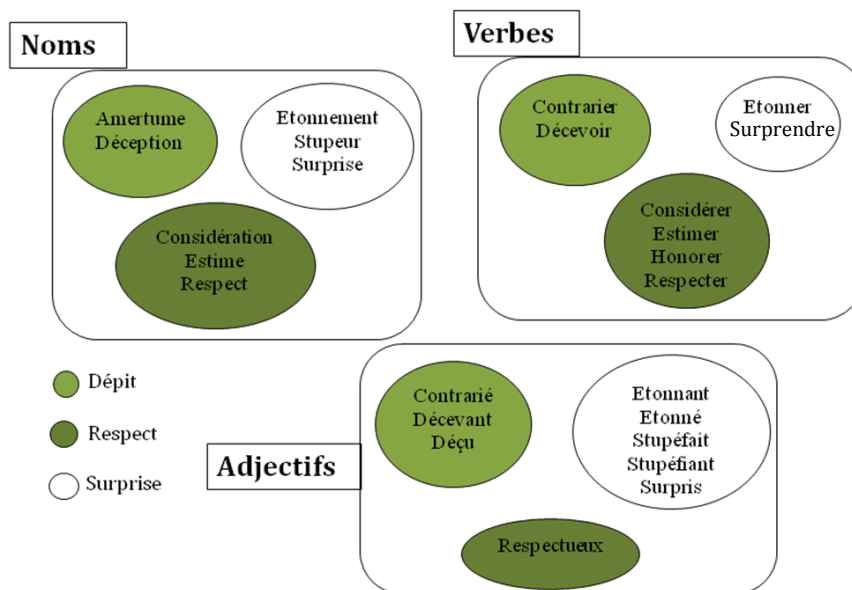 Noms
Amertume
Déception
Etonnement
Stupeur
Surprise
Considération
Estime
Respect
Verbes
Contrarier
Décevoir
Etonner
Surprendre
Considérer
Estimer
Honorer
Respecter
Dépit
Respect
Surprise
Adjectifs
Contrarié
Décevant
Déçu
Etonnant
Etonné
Stupéfait
Stupéfiant
Surpris
Respectueux